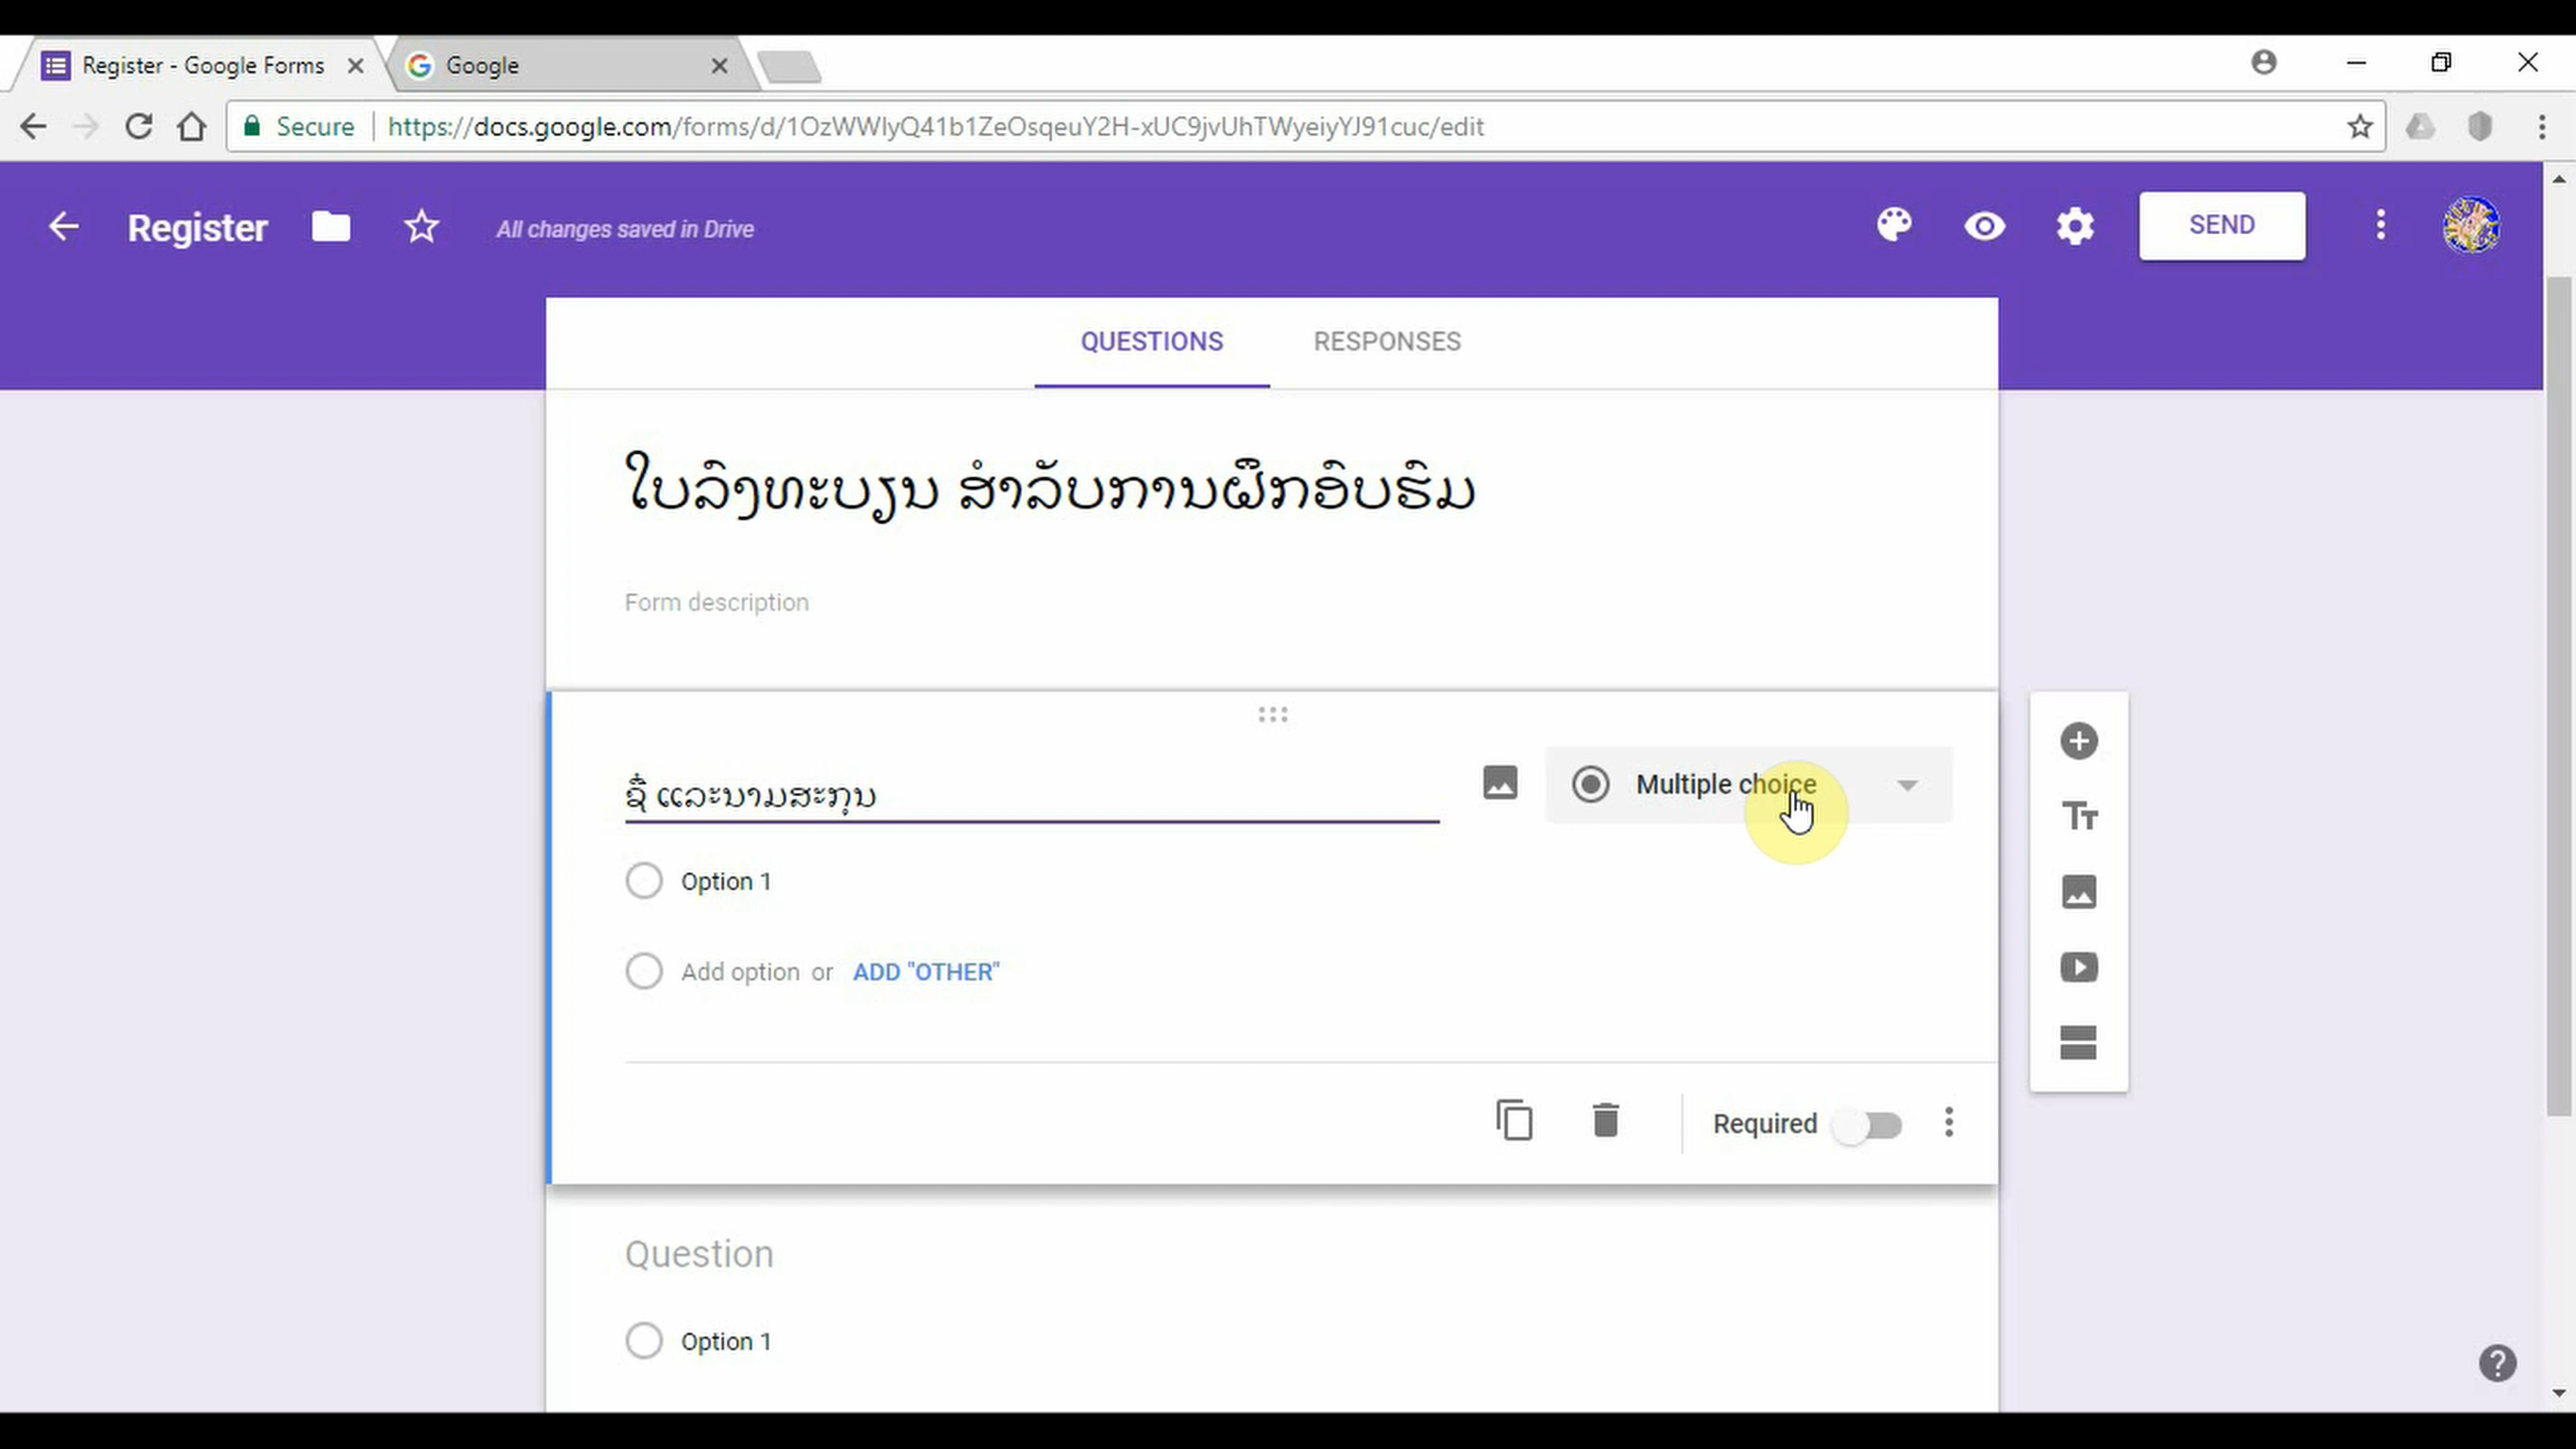 Register - Google Forms
Google
Secure
https://docs.google.com/forms/d/1OzWWIyQ41b1ZeOsqeuY2H-xUC9jvUhTWyeiyYJ91cuc/edit
Register
All changes saved in Drive
SEND
QUESTIONS
RESPONSES
ໃບລົງທະບຽນ ສຳລັບການຝຶກອົບຮົມ
Form description
ຊື່ ແລະນາມສະກຸນ
Multiple choice
Option 1
Add option or ADD "OTHER"
Required
Question
Option 1